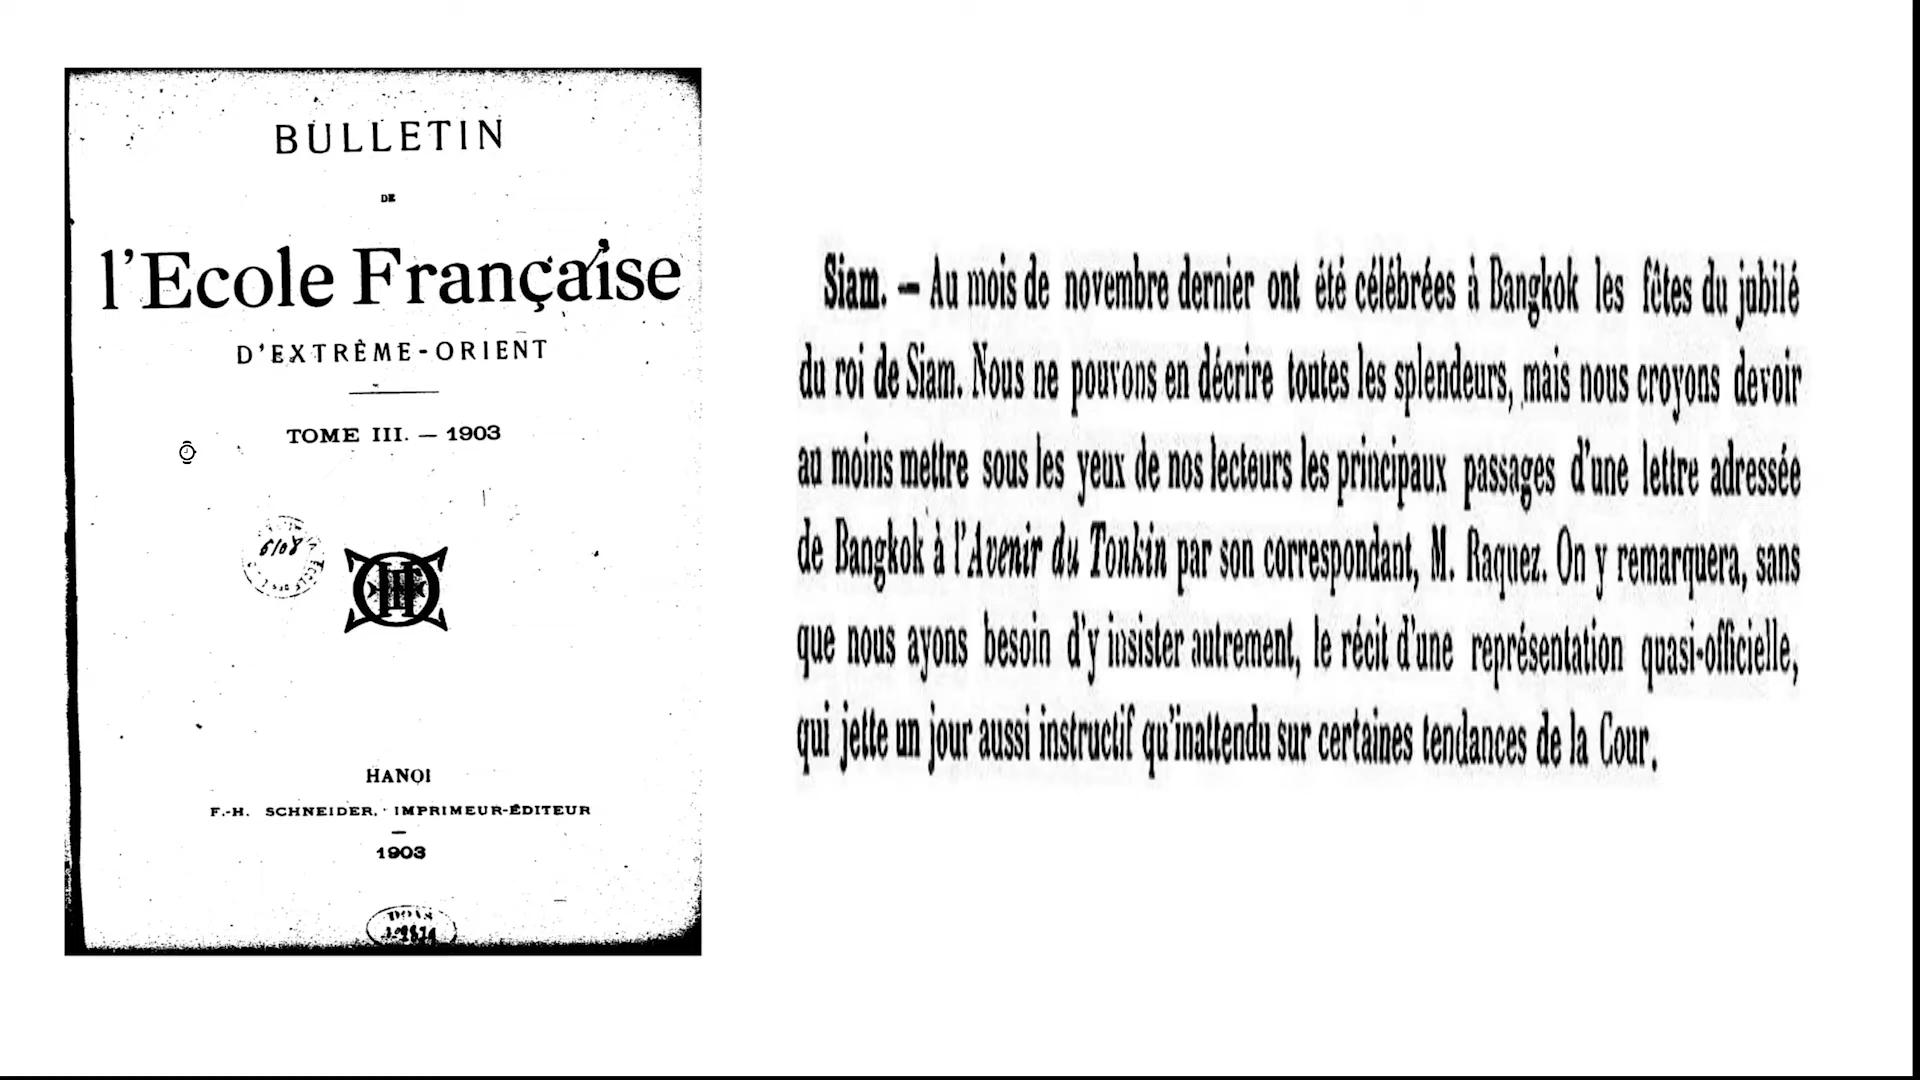 BULLETIN
DE
l'Ecole Française
D'EXTRÊME-ORIENT
TOME III. — 1903
6108
HANOI
F.-H. SCHNEIDER, IMPRIMEUR-ÉDITEUR
1903
Siam. — Au mois de novembre dernier ont été célébrées à Bangkok les fêtes du jubilé
du roi de Siam. Nous ne pouvons en décrire toutes les splendeurs, mais nous croyons devoir
au moins mettre sous les yeux de nos lecteurs les principaux passages d'une lettre adressée
de Bangkok à l'Avenir du Tonkin par son correspondant, M. Raquez. On y remarquera, sans
que nous ayons besoin d'y insister autrement, le récit d'une représentation quasi-officielle,
qui jette un jour aussi instructif qu'inattendu sur certaines tendances de la Cour.